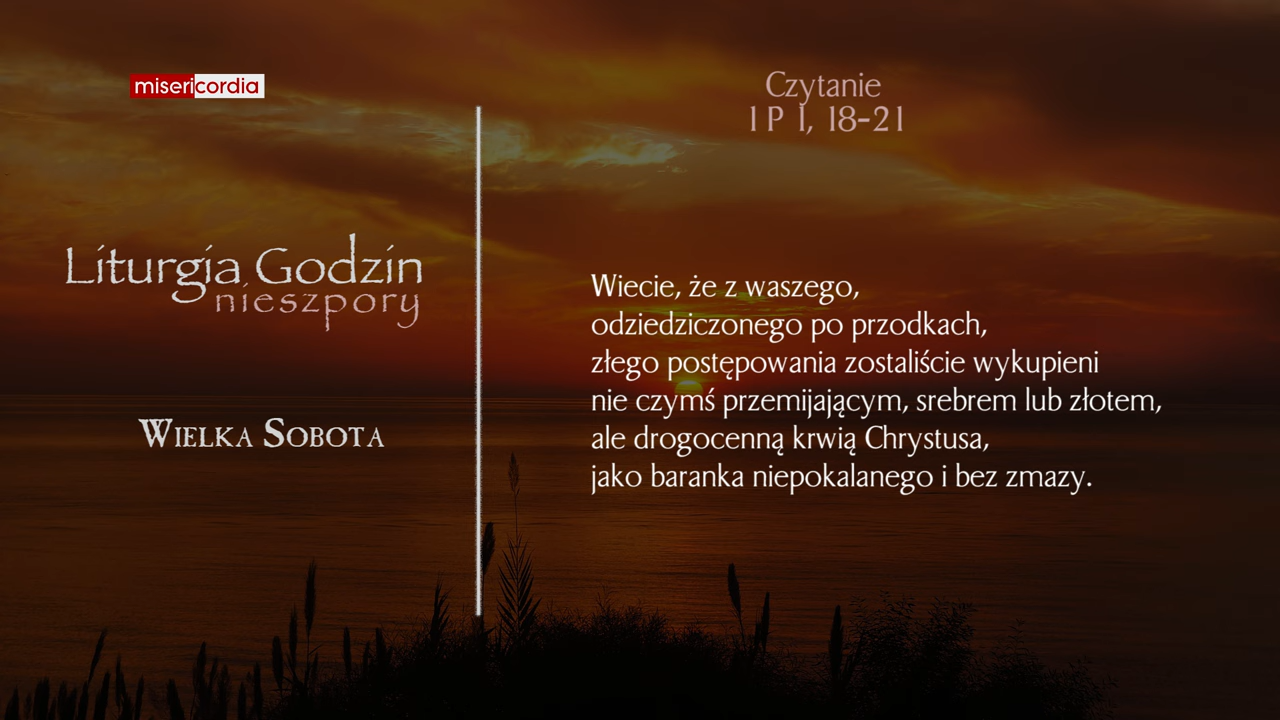 misericordia
Liturgia Godzin
nieszpory
Wielka Sobota
Czytanie
1 P 1, 18-21
Wiecie, że z waszego,
odziedziczonego po przodkach,
złego postępowania zostaliście wykupieni
nie czymś przemijającym, srebrem lub złotem,
ale drogocenną krwią Chrystusa,
jako baranka niepokalanego i bez zmazy.